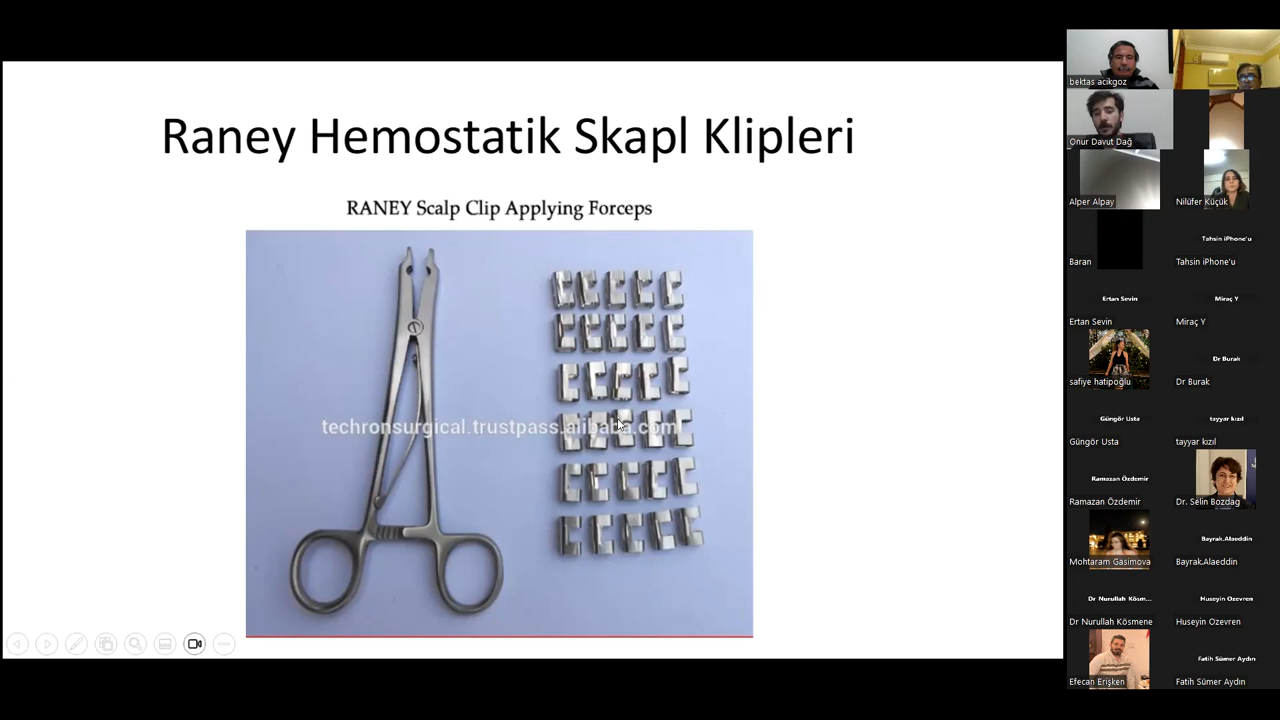 Raney Hemostatik Skapl Klipleri
RANEY Scalp Clip Applying Forceps
techronsurgical.trustpass.alibaba.com
bektas acikgoz
Onur Davut Dağ
Alper Alpay
Nilüfer Küçük
Baran
Tahsin iPhone'u
Tahsin iPhone'u
Ertan Sevin
Ertan Sevin
Miraç Y
Miraç Y
safiye hatipoğlu
Dr Burak
Dr Burak
Güngör Usta
Güngör Usta
tayyar kızıl
tayyar kızıl
Ramazan Özdemir
Ramazan Özdemir
Dr. Selin Bozdag
Mohtaram Gasimova
Bayrak.Alaeddin
Bayrak.Alaeddin
Dr Nurullah Kösm...
Dr Nurullah Kösmene
Huseyin Ozevren
Huseyin Ozevren
Efecan Erişken
Fatih Sümer Aydın
Fatih Sümer Aydın